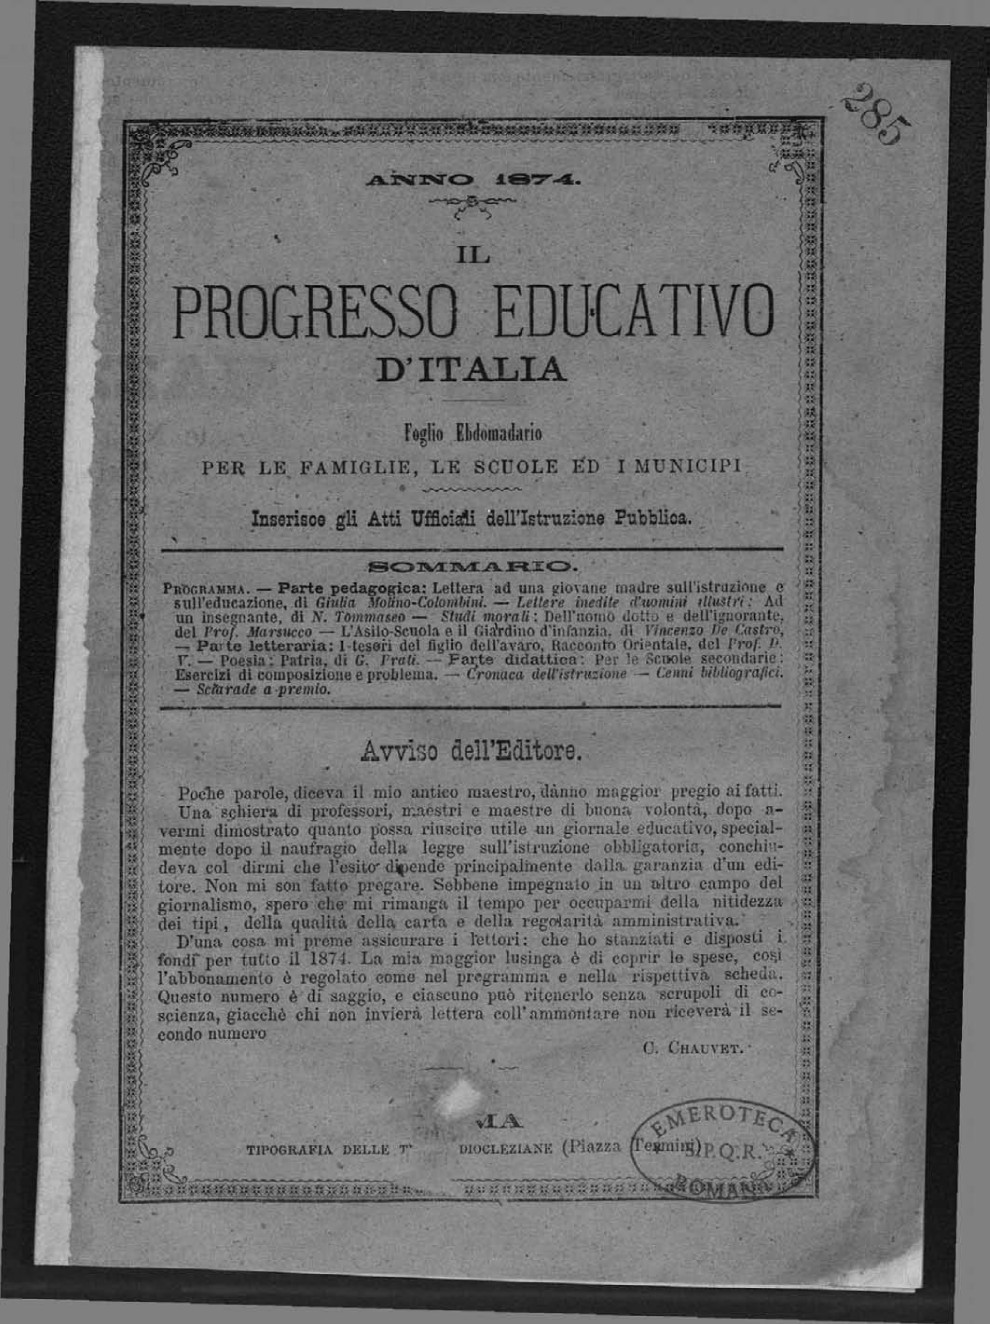 285
ANNO 1874.
IL
PROGRESSO EDUCATIVO
D'ITALIA
Foglio Ebdomadario
PER LE FAMIGLIE, LE SCUOLE ED I MUNICIPI
Inserisce gli Atti Ufficiali dell'Istruzione Pubblica.
SOMMARIO.
PROGRAMMA. — Parte pedagogica: Lettera ad una giovane madre sull'istruzione e
sull'educazione, di Giulia Molino-Colombini. — Lettere inedite d'uomini illustri: Ad
un insegnante, di N. Tommaseo — Studi morali: Dell'uomo dotto e dell'ignorante,
del Prof. Marsucco — L'Asilo-Scuola e il Giardino d'infanzia, di Vincenzo De Castro,
— Parte letteraria: I tesori del figlio dell'avaro, Racconto Orientale, del Prof. P.
V. — Poesia: Patria, di G. Prati. — Parte didattica: Per le Scuole secondarie:
Esercizi di composizione e problema. — Cronaca dell'istruzione — Cenni bibliografici.
— Sciarade a premio.
Avviso dell'Editore.
Poche parole, diceva il mio antico maestro, dànno maggior pregio ai fatti.
Una schiera di professori, maestri e maestre di buona volontà, dopo a-
vermi dimostrato quanto possa riuscire utile un giornale educativo, special-
mente dopo il naufragio della legge sull'istruzione obbligatoria, conchiu-
deva col dirmi che l'esito dipende principalmente dalla garanzia d'un edi-
tore. Non mi son fatto pregare. Sebbene impegnato in un altro campo del
giornalismo, spero che mi rimanga il tempo per occuparmi della nitidezza
dei tipi, della qualità della carta e della regolarità amministrativa.
D'una cosa mi preme assicurare i lettori: che ho stanziati e disposti i
fondi per tutto il 1874. La mia maggior lusinga è di coprir le spese, così
l'abbonamento è regolato come nel programma e nella rispettiva scheda.
Questo numero è di saggio, e ciascuno può ritenerlo senza scrupoli di co-
scienza, giacchè chi non invierà lettera coll'ammontare non riceverà il se-
condo numero
C. CHAUVET.
MA
TIPOGRAFIA DELLE T DIOCLEZIANE (Piazza Termini)
EMEROTECA
S.P.Q.R.
ROMANA